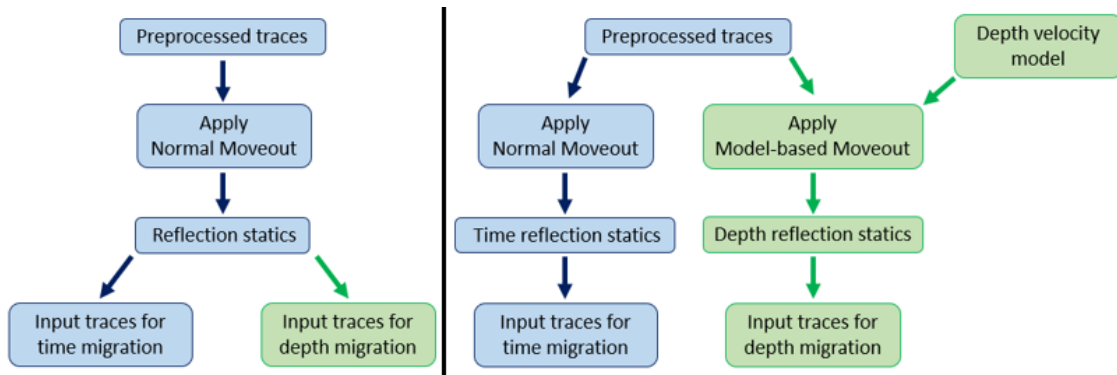 Preprocessed traces
Apply
Normal Moveout
Reflection statics
Input traces for
time migration
Input traces for
depth migration
Preprocessed traces
Depth velocity
model
Apply
Normal Moveout
Apply
Model-based Moveout
Time reflection statics
Depth reflection statics
Input traces for
time migration
Input traces for
depth migration